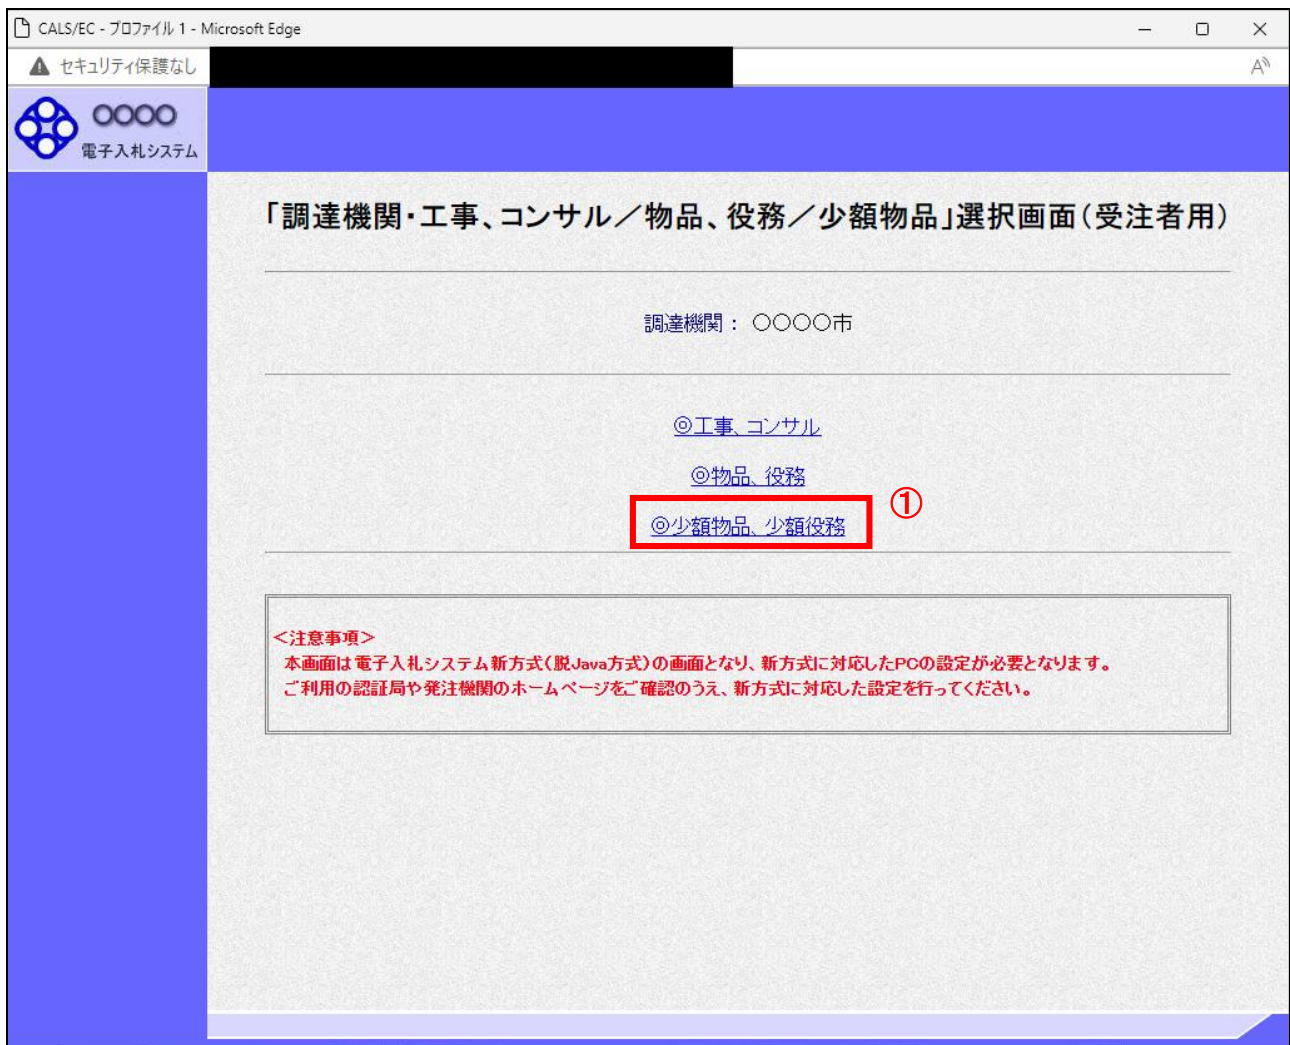 CALS/EC - プロファイル 1 - Microsoft Edge
セキュリティ保護なし
〇〇〇〇
電子入札システム
「調達機関・工事、コンサル／物品、役務／少額物品」選択画面（受注者用）
調達機関： 〇〇〇〇市
◎工事、コンサル
◎物品、役務
◎少額物品、少額役務
①
＜注意事項＞
本画面は電子入札システム新方式（脱Java方式）の画面となり、新方式に対応したPCの設定が必要となります。
ご利用の認証局や発注機関のホームページをご確認のうえ、新方式に対応した設定を行ってください。